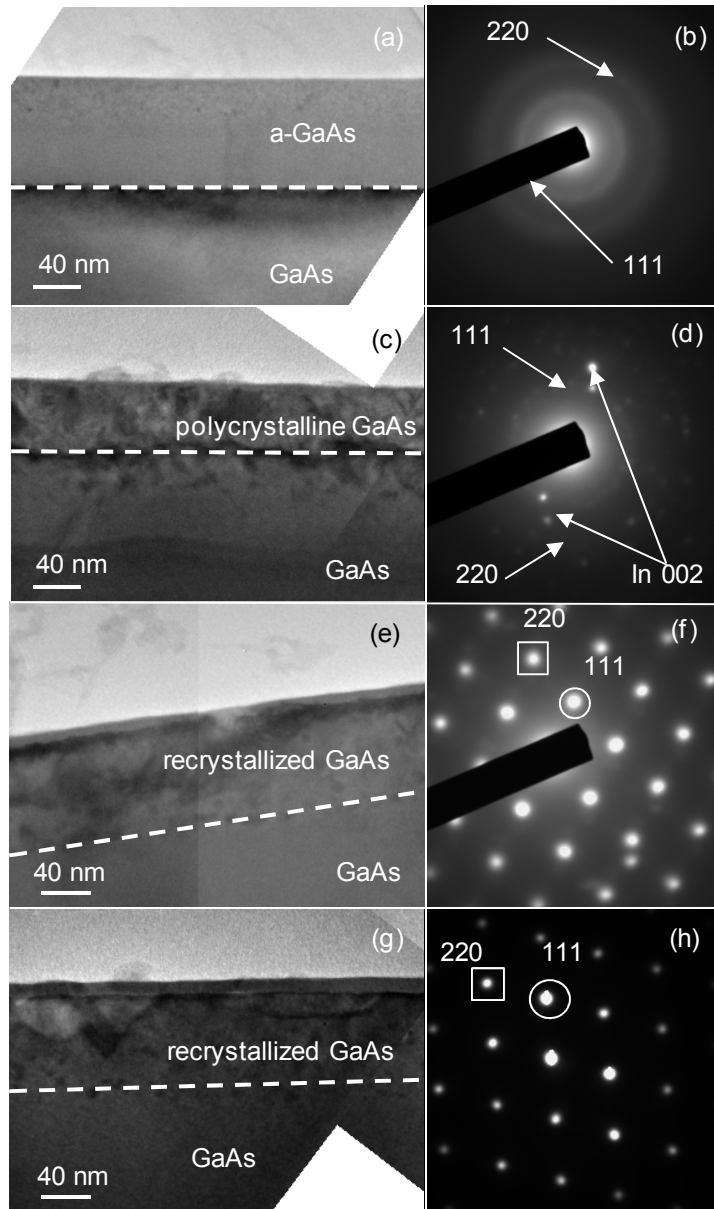 (a)
a-GaAs
GaAs
40 nm
(b)
220
111
(c)
polycrystalline GaAs
GaAs
40 nm
(d)
111
220
In 002
(e)
recrystallized GaAs
GaAs
40 nm
(f)
220
111
(g)
recrystallized GaAs
GaAs
40 nm
(h)
220
111